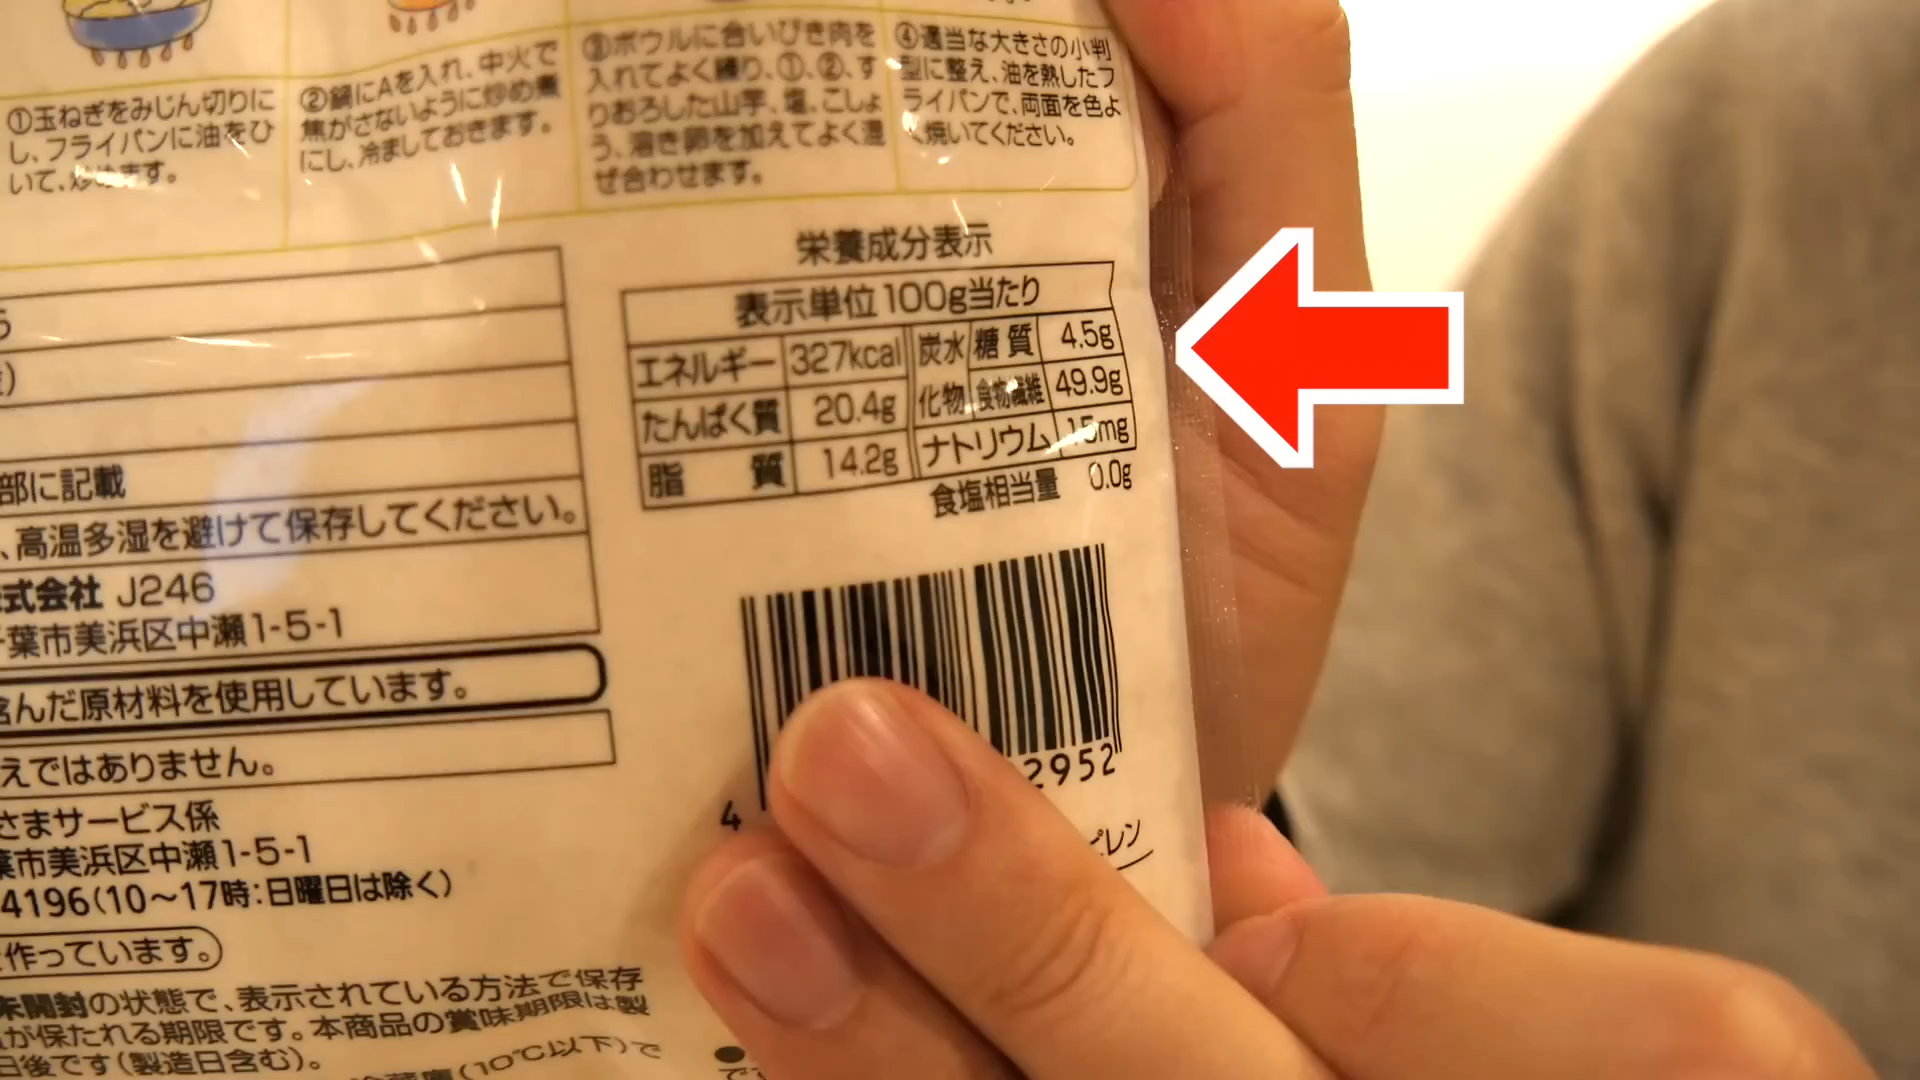 ①玉ねぎをみじん切りに
し、フライパンに油をひ
いて、炒めます。
②鍋にAを入れ、中火で
焦がさないように炒め煮
にし、冷ましておきます。
③ボウルに合いびき肉を
入れてよく練り、①、②、す
りおろした山芋、塩、こしょ
う、溶き卵を加えてよく混
ぜ合わせます。
④適当な大きさの小判
型に整え、油を熱したフ
ライパンで、両面を色よ
く焼いてください。
栄養成分表示
表示単位100g当たり
エネルギー 327kcal 炭水 糖質 4.5g
たんぱく質 20.4g 化物 食物繊維 49.9g
脂質 14.2g ナトリウム 15mg
食塩相当量 0.0g
部に記載
、高温多湿を避けて保存してください。
式会社 J246
葉市美浜区中瀬1-5-1
含んだ原材料を使用しています。
えではありません。
さまサービス係
葉市美浜区中瀬1-5-1
4196(10～17時:日曜日は除く)
作っています。
未開封の状態で、表示されている方法で保存
が保たれる期限です。本商品の賞味期限は製
日後です(製造日含む)。
(10℃以下)で
4
2952
ピレン